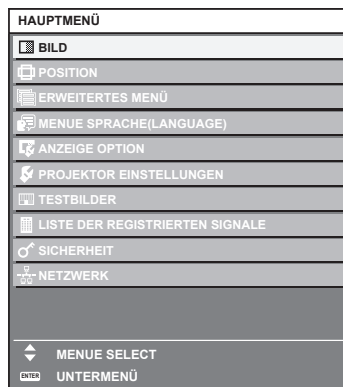 HAUPTMENÜ
BILD
POSITION
ERWEITERTES MENÜ
MENUE SPRACHE(LANGUAGE)
ANZEIGE OPTION
PROJEKTOR EINSTELLUNGEN
TESTBILDER
LISTE DER REGISTRIERTEN SIGNALE
SICHERHEIT
NETZWERK
MENUE SELECT
ENTER UNTERMENÜ